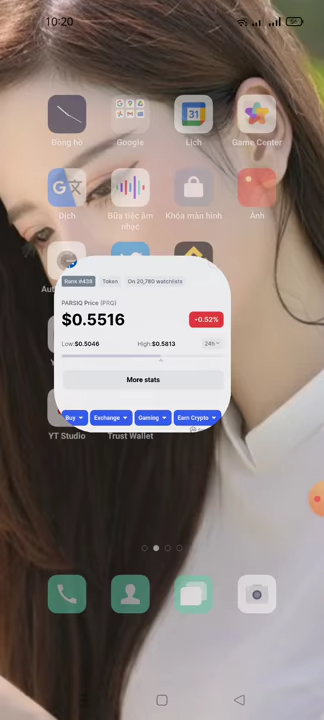 10:20
Đồng hồ
Google
Lịch
Game Center
31
Dịch
Bữa tiệc âm nhạc
Khóa màn hình
Ảnh
Rank #438
Token
On 20,780 watchlists
PARSIQ Price (PRQ)
$0.5516
-0.52%
Low:$0.5046
High:$0.5813
24h
More stats
Buy
Exchange
Gaming
Earn Crypto
YT Studio
Trust Wallet